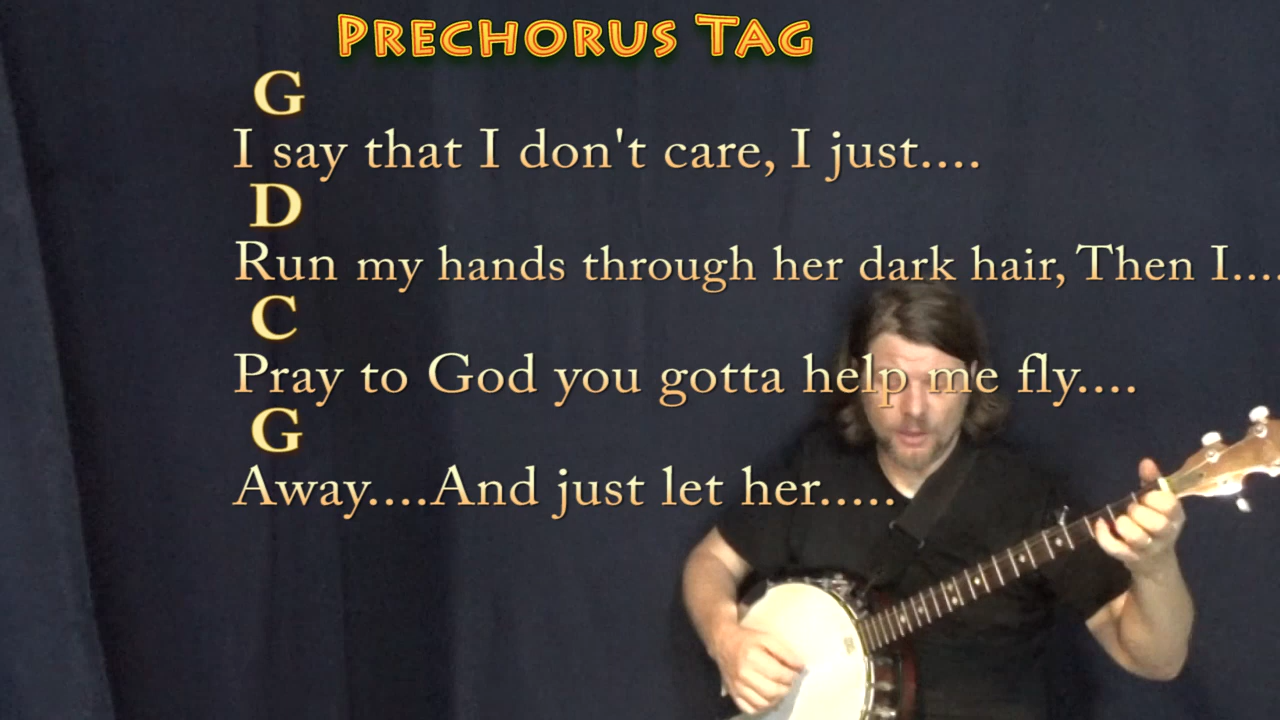 Prechorus Tag
G
I say that I don't care, I just....
D
Run my hands through her dark hair, Then I....
C
Pray to God you gotta help me fly....
G
Away....And just let her.....